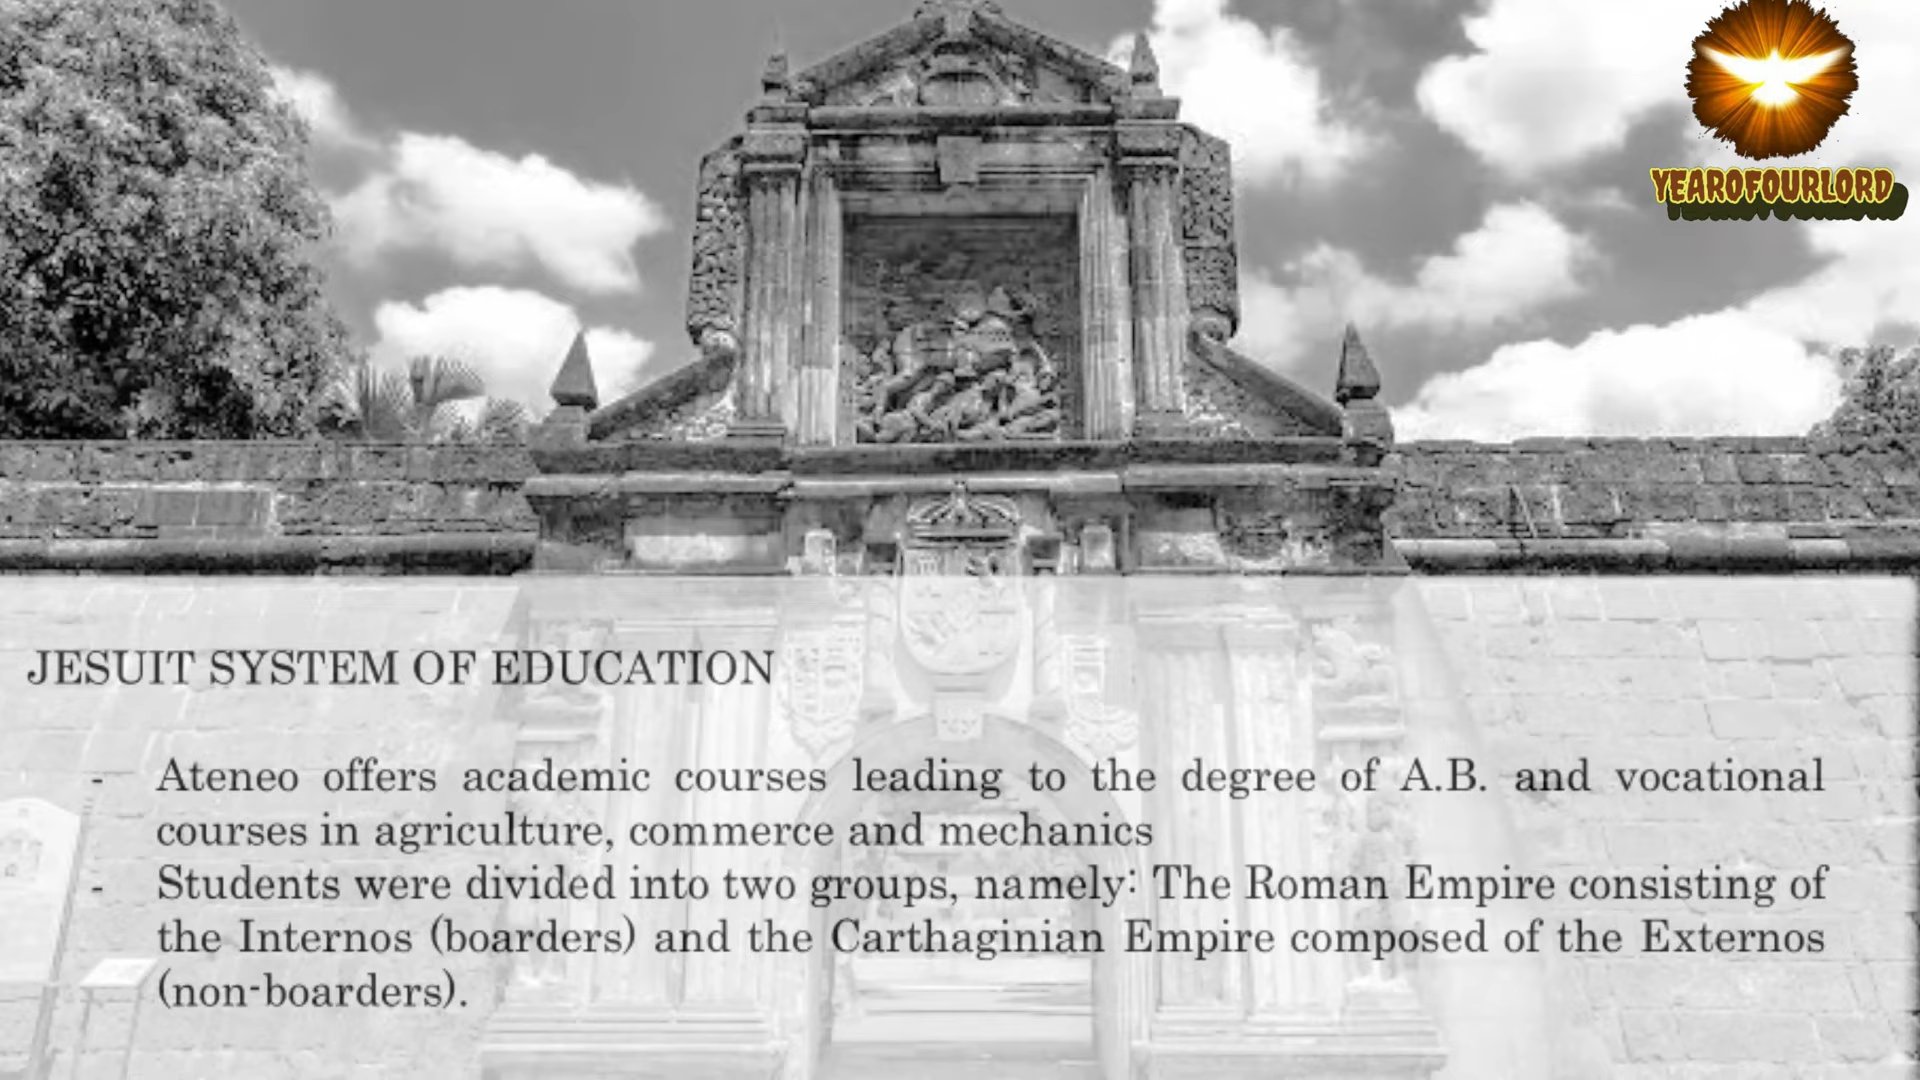 YEAROFOURLORD
JESUIT SYSTEM OF EDUCATION
- Ateneo offers academic courses leading to the degree of A.B. and vocational
courses in agriculture, commerce and mechanics
- Students were divided into two groups, namely: The Roman Empire consisting of
the Internos (boarders) and the Carthaginian Empire composed of the Externos
(non-boarders).